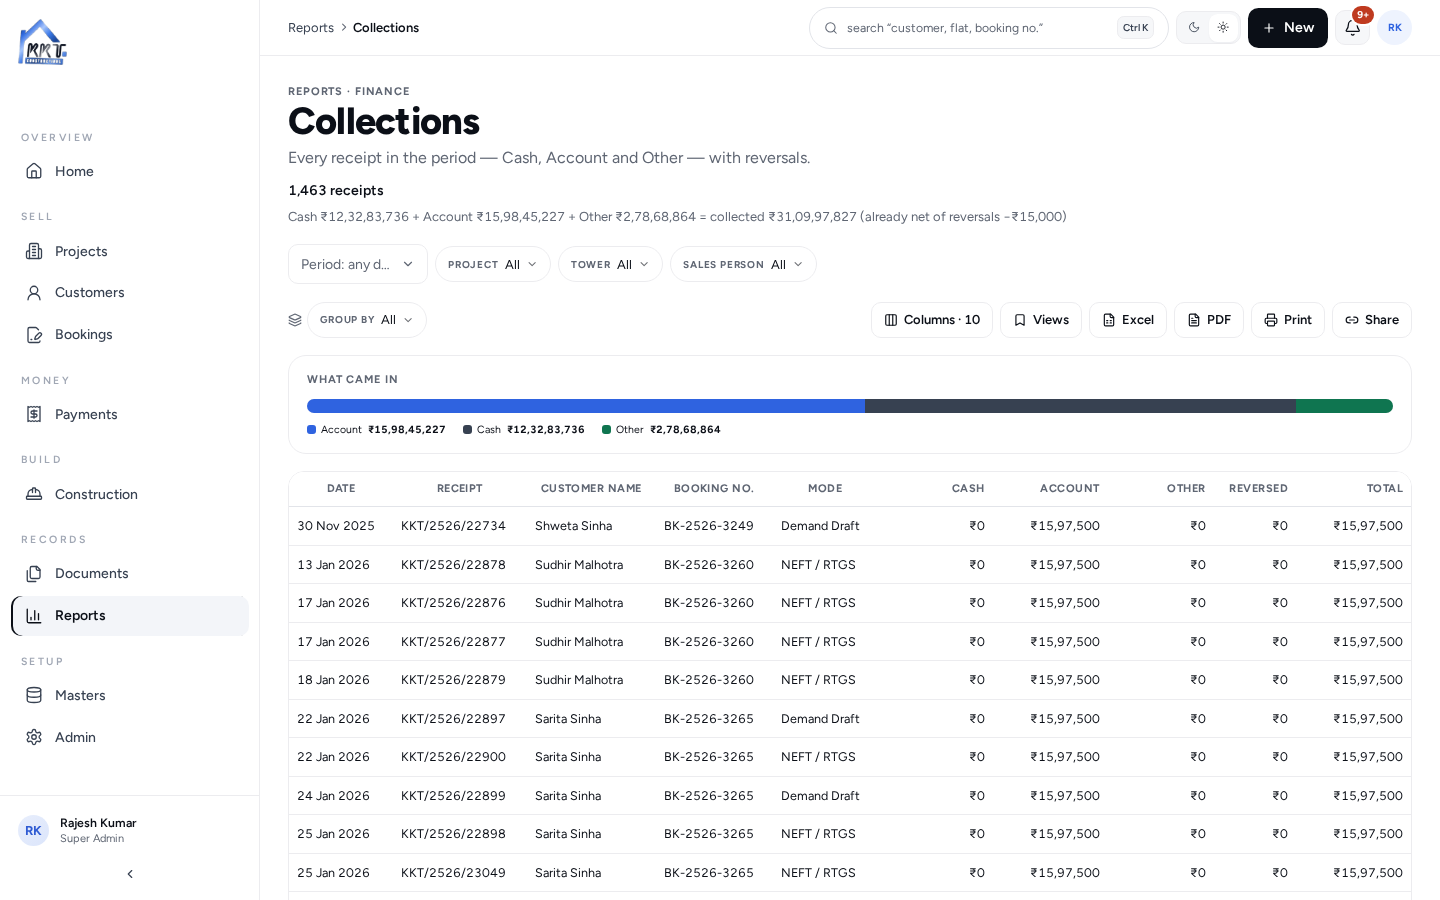 KKT
CONSTRUCTIONS
Reports > Collections
search “customer, flat, booking no.”
Ctrl K
+ New
9+
RK
OVERVIEW
Home
SELL
Projects
Customers
Bookings
MONEY
Payments
BUILD
Construction
RECORDS
Documents
Reports
SETUP
Masters
Admin
RK
Rajesh Kumar
Super Admin
REPORTS · FINANCE
Collections
Every receipt in the period — Cash, Account and Other — with reversals.
1,463 receipts
Cash ₹12,32,83,736 + Account ₹15,98,45,227 + Other ₹2,78,68,864 = collected ₹31,09,97,827 (already net of reversals −₹15,000)
Period: any d... PROJECT All TOWER All SALES PERSON All
GROUP BY All Columns · 10 Views Excel PDF Print Share
WHAT CAME IN
Account ₹15,98,45,227 Cash ₹12,32,83,736 Other ₹2,78,68,864
DATE RECEIPT CUSTOMER NAME BOOKING NO. MODE CASH ACCOUNT OTHER REVERSED TOTAL
30 Nov 2025 KKT/2526/22734 Shweta Sinha BK-2526-3249 Demand Draft ₹0 ₹15,97,500 ₹0 ₹0 ₹15,97,500
13 Jan 2026 KKT/2526/22878 Sudhir Malhotra BK-2526-3260 NEFT / RTGS ₹0 ₹15,97,500 ₹0 ₹0 ₹15,97,500
17 Jan 2026 KKT/2526/22876 Sudhir Malhotra BK-2526-3260 NEFT / RTGS ₹0 ₹15,97,500 ₹0 ₹0 ₹15,97,500
17 Jan 2026 KKT/2526/22877 Sudhir Malhotra BK-2526-3260 NEFT / RTGS ₹0 ₹15,97,500 ₹0 ₹0 ₹15,97,500
18 Jan 2026 KKT/2526/22879 Sudhir Malhotra BK-2526-3260 NEFT / RTGS ₹0 ₹15,97,500 ₹0 ₹0 ₹15,97,500
22 Jan 2026 KKT/2526/22897 Sarita Sinha BK-2526-3265 Demand Draft ₹0 ₹15,97,500 ₹0 ₹0 ₹15,97,500
22 Jan 2026 KKT/2526/22900 Sarita Sinha BK-2526-3265 NEFT / RTGS ₹0 ₹15,97,500 ₹0 ₹0 ₹15,97,500
24 Jan 2026 KKT/2526/22899 Sarita Sinha BK-2526-3265 Demand Draft ₹0 ₹15,97,500 ₹0 ₹0 ₹15,97,500
25 Jan 2026 KKT/2526/22898 Sarita Sinha BK-2526-3265 NEFT / RTGS ₹0 ₹15,97,500 ₹0 ₹0 ₹15,97,500
25 Jan 2026 KKT/2526/23049 Sarita Sinha BK-2526-3265 NEFT / RTGS ₹0 ₹15,97,500 ₹0 ₹0 ₹15,97,500